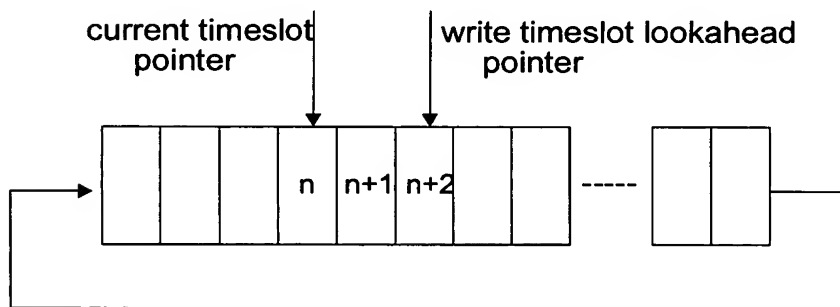 current timeslot
pointer
write timeslot lookahead
pointer
n n+1 n+2